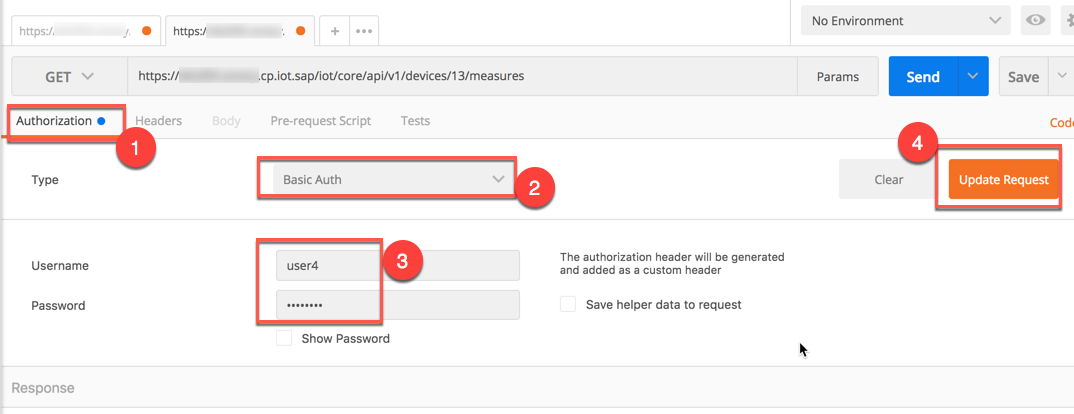 No Environment
https: y.
https:/ .
+ •••
GET https:// .cp.iot.sap/iot/core/api/v1/devices/13/measures Params Send Save
Authorization Headers Body Pre-request Script Tests Code
1
4
Type Basic Auth Clear Update Request
2
Username user4
3
The authorization header will be generated
and added as a custom header
Password ••••••••
Save helper data to request
Show Password
Response